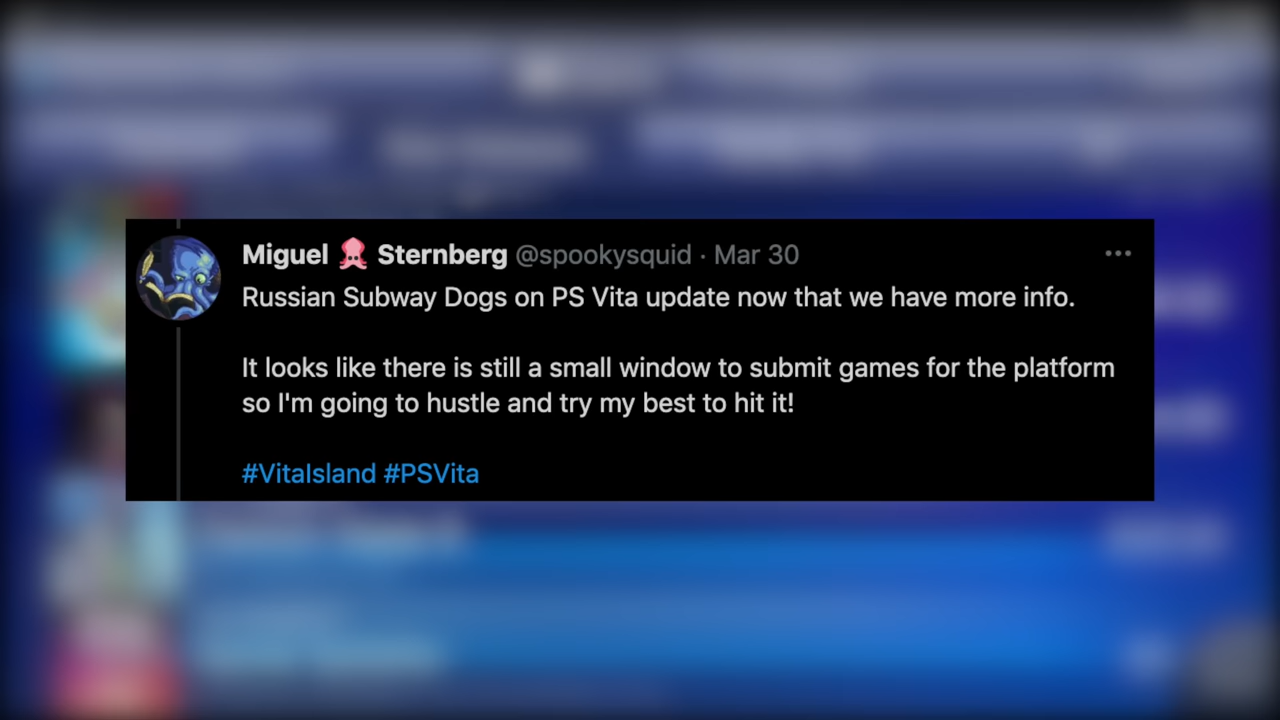 Miguel 🦑 Sternberg @spookysquid · Mar 30
Russian Subway Dogs on PS Vita update now that we have more info.
It looks like there is still a small window to submit games for the platform
so I'm going to hustle and try my best to hit it!
#VitaIsland #PSVita